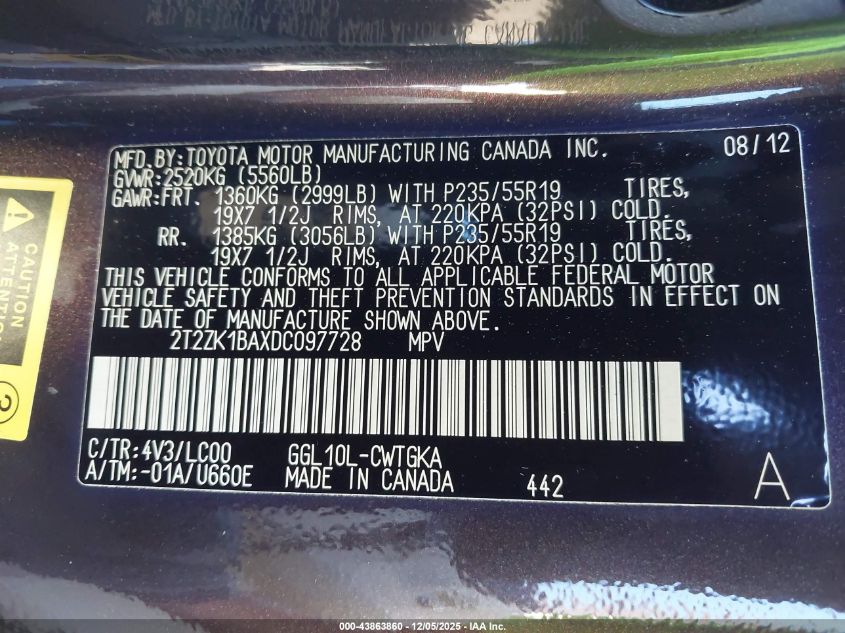 MFD.BY:TOYOTA MOTOR MANUFACTURING CANADA INC. 08/12
GVWR:2520KG (5560LB)
GAWR:FRT. 1360KG (2999LB) WITH P235/55R19 TIRES,
19X7 1/2J RIMS, AT 220KPA (32PSI) COLD.
RR. 1385KG (3056LB) WITH P235/55R19 TIRES,
19X7 1/2J RIMS, AT 220KPA (32PSI) COLD.
THIS VEHICLE CONFORMS TO ALL APPLICABLE FEDERAL MOTOR
VEHICLE SAFETY AND THEFT PREVENTION STANDARDS IN EFFECT ON
THE DATE OF MANUFACTURE SHOWN ABOVE.
2T2ZK1BAXDC097728 MPV
C/TR:4V3/LC00 GGL10L-CWTGKA
A/TM:-01A/U660E MADE IN CANADA 442 A
CAUTION
ATTENTION
000-43863860 - 12/05/2025 - IAA Inc.